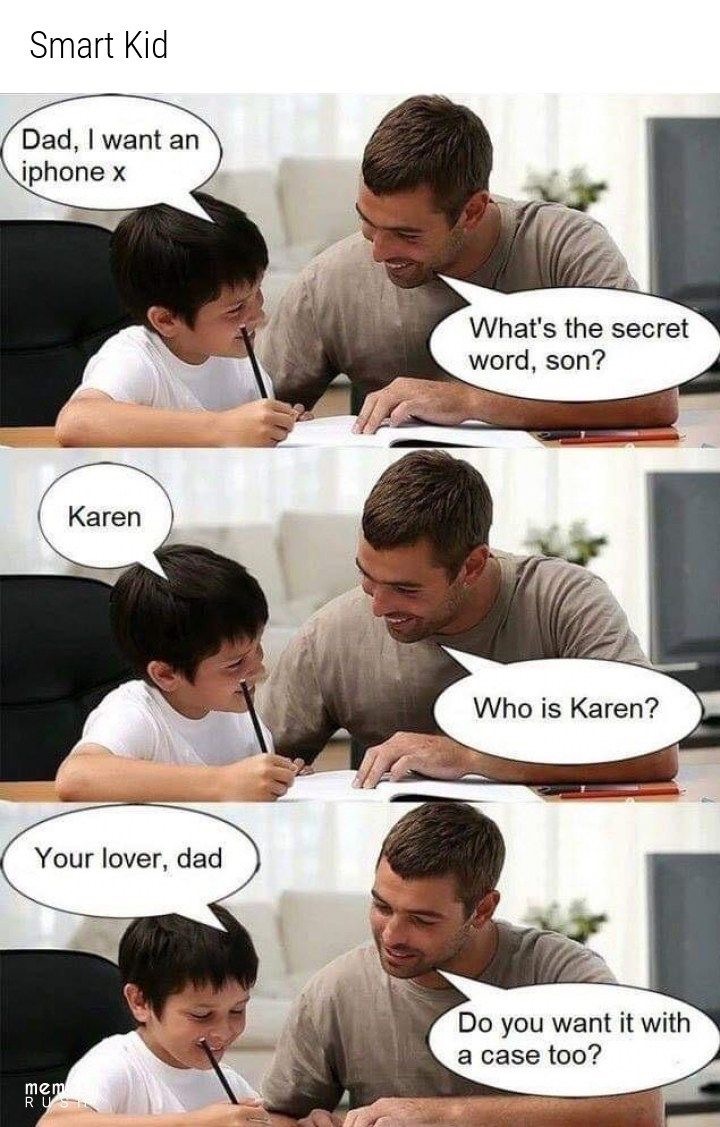 Smart Kid
Dad, I want an
iphone x
What's the secret
word, son?
Karen
Who is Karen?
Your lover, dad
Do you want it with
a case too?